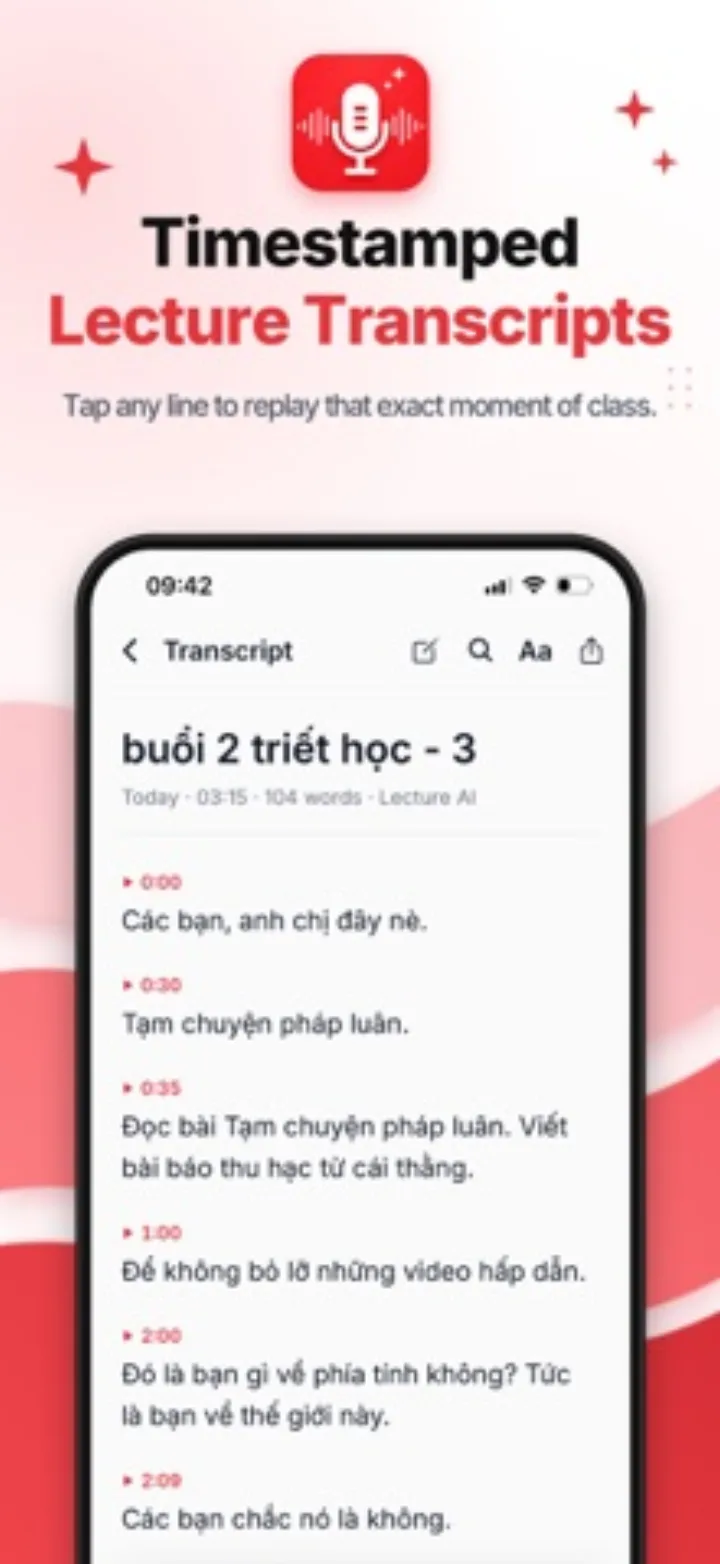 Timestamped
Lecture Transcripts
Tap any line to replay that exact moment of class.
09:42
Transcript
Aa
buổi 2 triết học - 3
Today · 03:15 · 104 words · Lecture AI
0:00
Các bạn, anh chị đây nè.
0:30
Tạm chuyện pháp luân.
0:35
Đọc bài Tạm chuyện pháp luân. Viết
bài báo thu hạc từ cái thằng.
1:00
Để không bỏ lỡ những video hấp dẫn.
2:00
Đó là bạn gì về phía tinh không? Tức
là bạn về thế giới này.
2:09
Các bạn chắc nó là không.